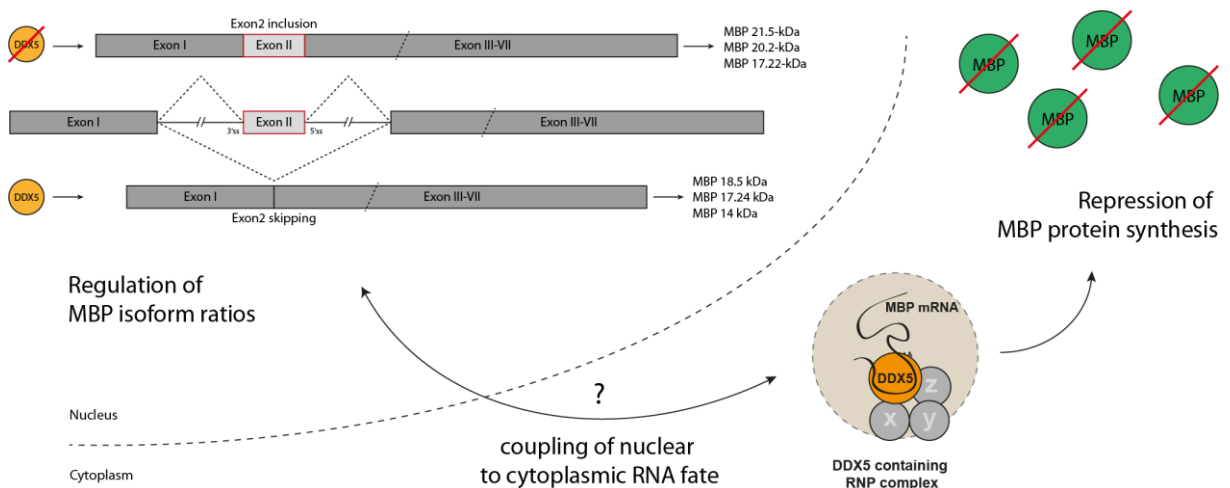 Exon2 inclusion
DDX5
Exon I
Exon II
Exon III-VII
MBP 21.5-kDa
MBP 20.2-kDa
MBP 17.22-kDa
Exon I
3'ss
Exon II
5'ss
Exon III-VII
DDX5
Exon I
Exon III-VII
Exon2 skipping
MBP 18.5 kDa
MBP 17.24 kDa
MBP 14 kDa
MBP
MBP
MBP
MBP
Repression of
MBP protein synthesis
Regulation of
MBP isoform ratios
MBP mRNA
DDX5
z
x
y
?
Nucleus
Cytoplasm
coupling of nuclear
to cytoplasmic RNA fate
DDX5 containing
RNP complex